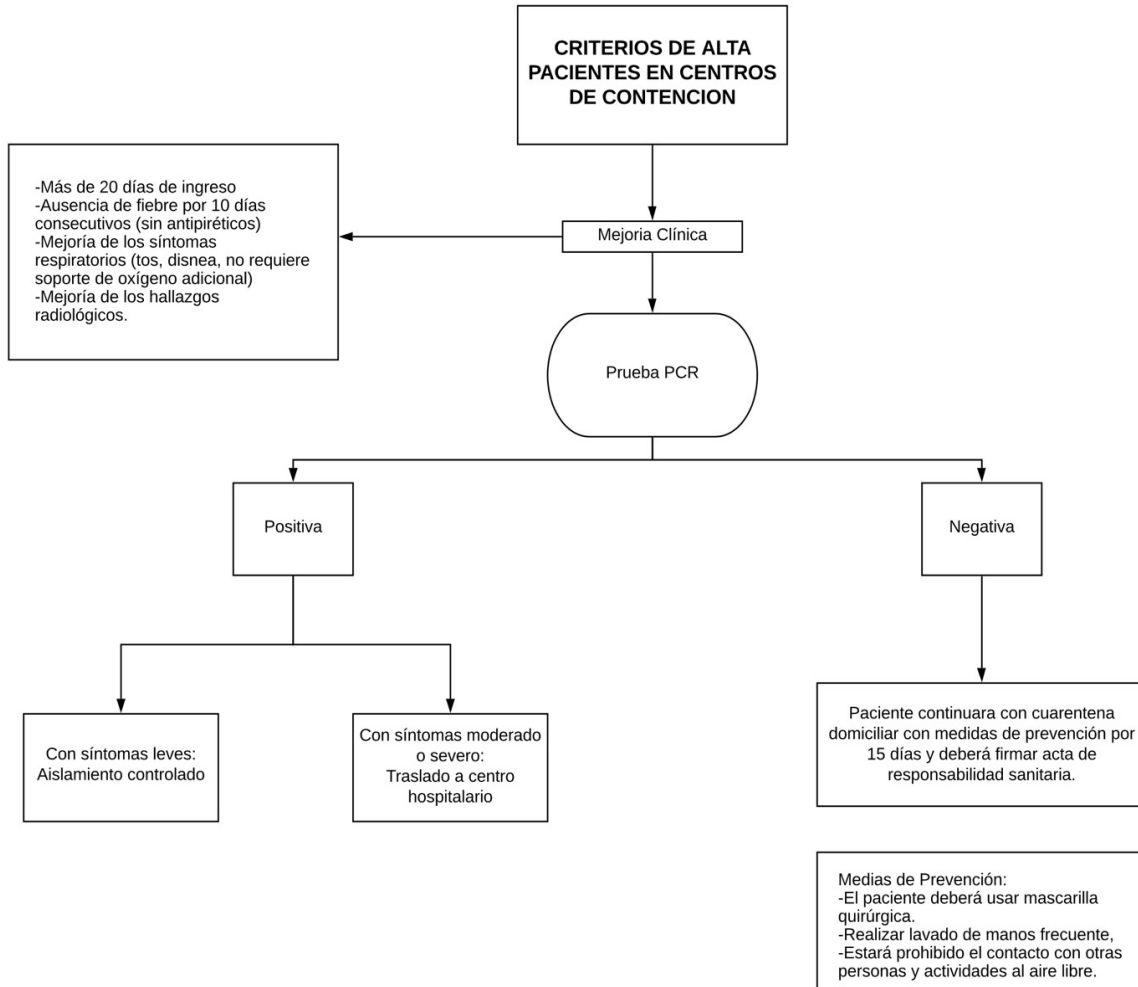 CRITERIOS DE ALTA
PACIENTES EN CENTROS
DE CONTENCION
-Más de 20 días de ingreso
-Ausencia de fiebre por 10 días
consecutivos (sin antipiréticos)
-Mejoría de los síntomas
respiratorios (tos, disnea, no requiere
soporte de oxígeno adicional)
-Mejoría de los hallazgos
radiológicos.
Mejoria Clínica
Prueba PCR
Positiva
Negativa
Con síntomas leves:
Aislamiento controlado
Con síntomas moderado
o severo:
Traslado a centro
hospitalario
Paciente continuara con cuarentena
domiciliar con medidas de prevención por
15 días y deberá firmar acta de
responsabilidad sanitaria.
Medias de Prevención:
-El paciente deberá usar mascarilla
quirúrgica.
-Realizar lavado de manos frecuente,
-Estará prohibido el contacto con otras
personas y actividades al aire libre.